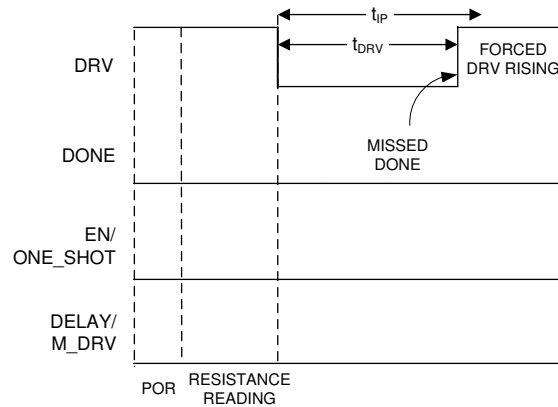 t_IP
t_DRV
DRV
FORCED
DRV RISING
DONE
MISSED
DONE
EN/
ONE_SHOT
DELAY/
M_DRV
POR
RESISTANCE
READING